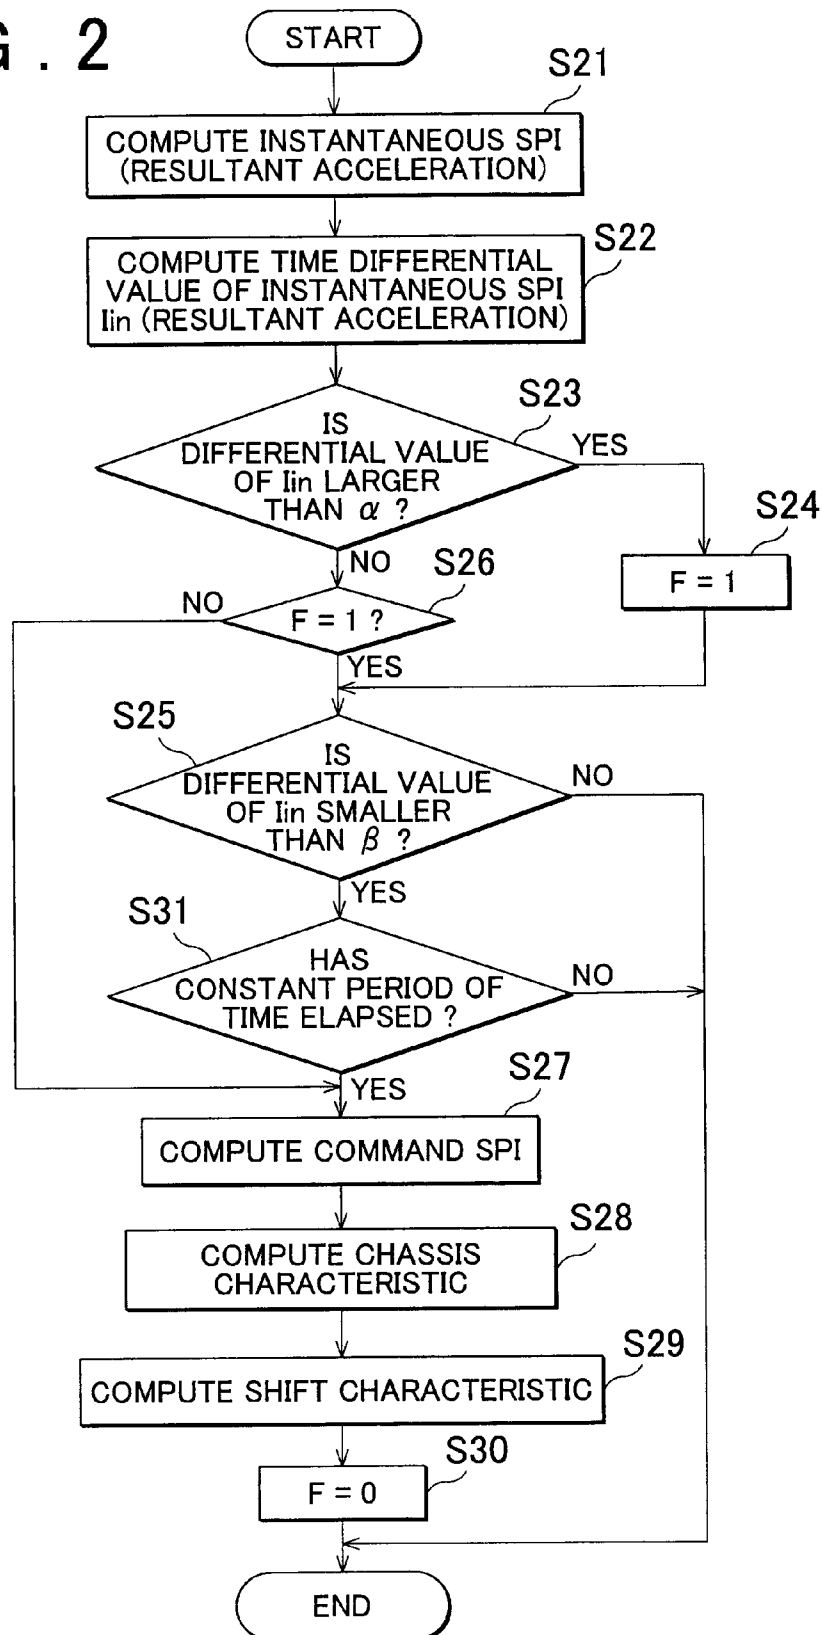 G . 2
START
S21
COMPUTE INSTANTANEOUS SPI
(RESULTANT ACCELERATION)
S22
COMPUTE TIME DIFFERENTIAL
VALUE OF INSTANTANEOUS SPI
Iin (RESULTANT ACCELERATION)
S23
IS
DIFFERENTIAL VALUE
OF Iin LARGER
THAN α ?
YES
S24
F = 1
NO
S26
NO
F = 1 ?
YES
S25
IS
DIFFERENTIAL VALUE
OF Iin SMALLER
THAN β ?
NO
YES
S31
HAS
CONSTANT PERIOD OF
TIME ELAPSED ?
NO
YES
S27
COMPUTE COMMAND SPI
S28
COMPUTE CHASSIS
CHARACTERISTIC
S29
COMPUTE SHIFT CHARACTERISTIC
S30
F = 0
END